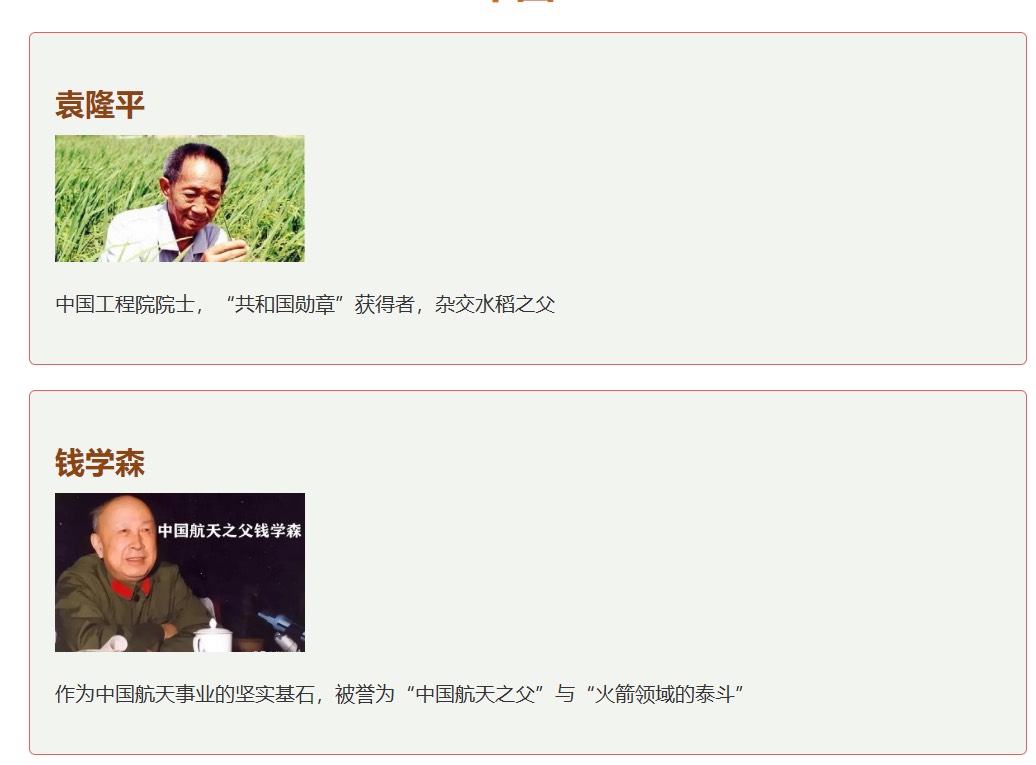 袁隆平
中国工程院院士，“共和国勋章”获得者，杂交水稻之父
钱学森
中国航天之父钱学森
作为中国航天事业的坚实基石，被誉为“中国航天之父”与“火箭领域的泰斗”